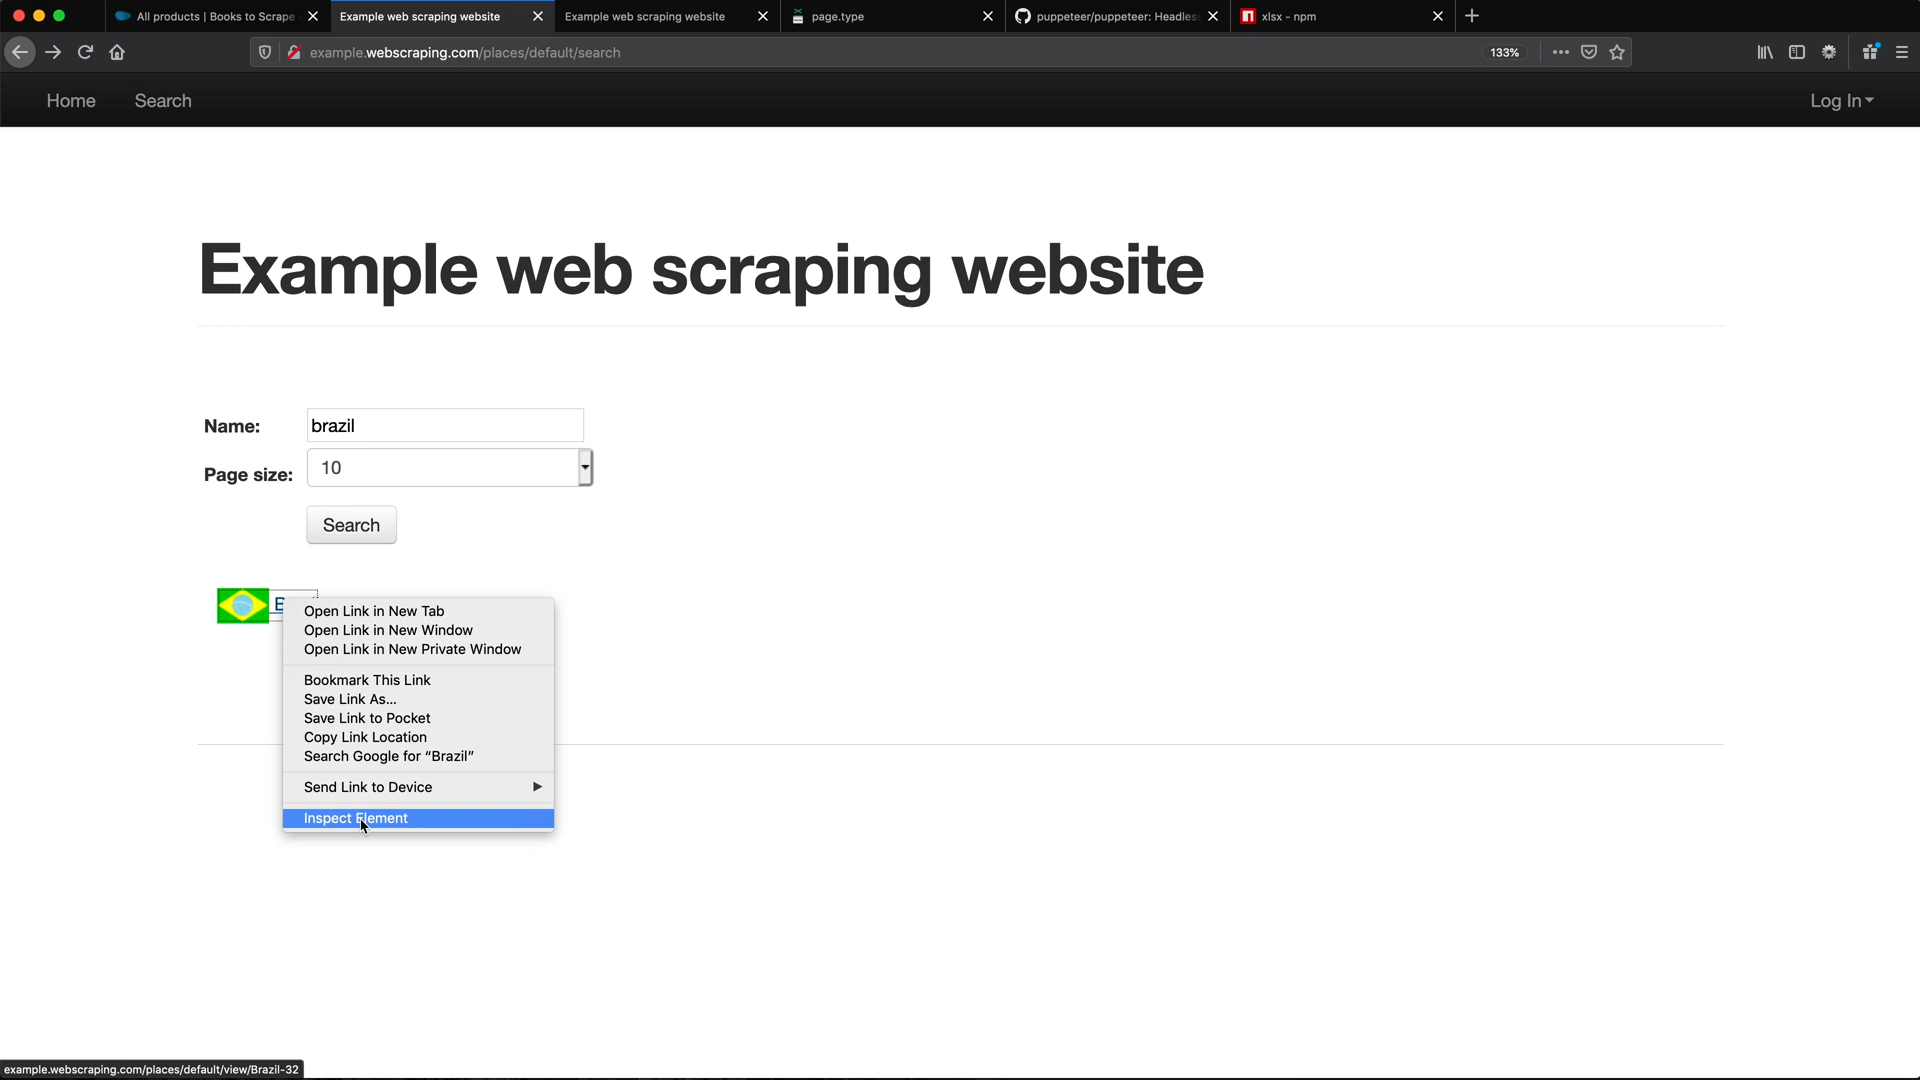 All products | Books to Scrape
Example web scraping website
Example web scraping website
page.type
puppeteer/puppeteer: Headless
xlsx - npm
example.webscraping.com/places/default/search
133%
Home
Search
Log In
Example web scraping website
Name:
brazil
Page size:
10
Search
Open Link in New Tab
Open Link in New Window
Open Link in New Private Window
Bookmark This Link
Save Link As...
Save Link to Pocket
Copy Link Location
Search Google for “Brazil”
Send Link to Device
Inspect Element
example.webscraping.com/places/default/view/Brazil-32